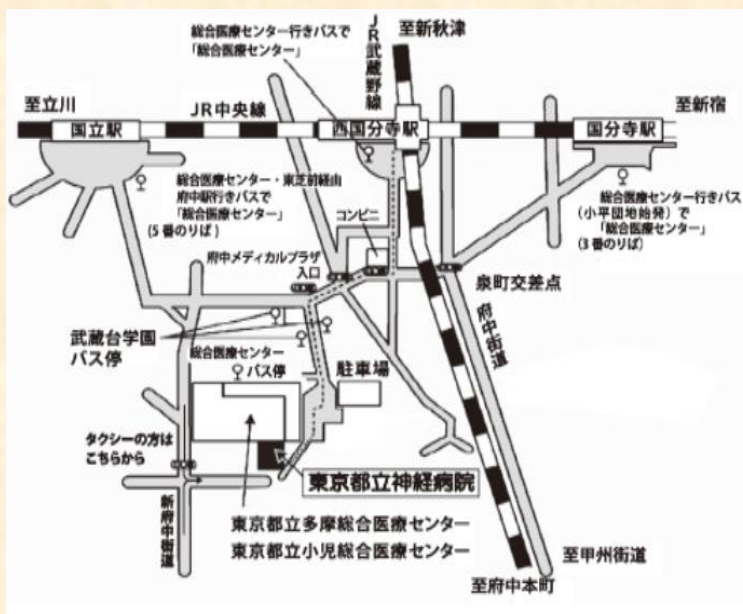 総合医療センター行きバスで
「総合医療センター」
JR武蔵野線
至新秋津
至立川
JR中央線
至新宿
国立駅
西国分寺駅
国分寺駅
総合医療センター・東芝前経由
府中駅行きバスで
「総合医療センター」
(5番のりば)
総合医療センター行きバス
(小平団地始発)で
「総合医療センター」
(3番のりば)
コンビニ
府中メディカルプラザ
入口
泉町交差点
府中街道
武蔵台学園
バス停
総合医療センター
バス停
駐車場
タクシーの方は
こちらから
新府中街道
東京都立神経病院
東京都立多摩総合医療センター
東京都立小児総合医療センター
至甲州街道
至府中本町